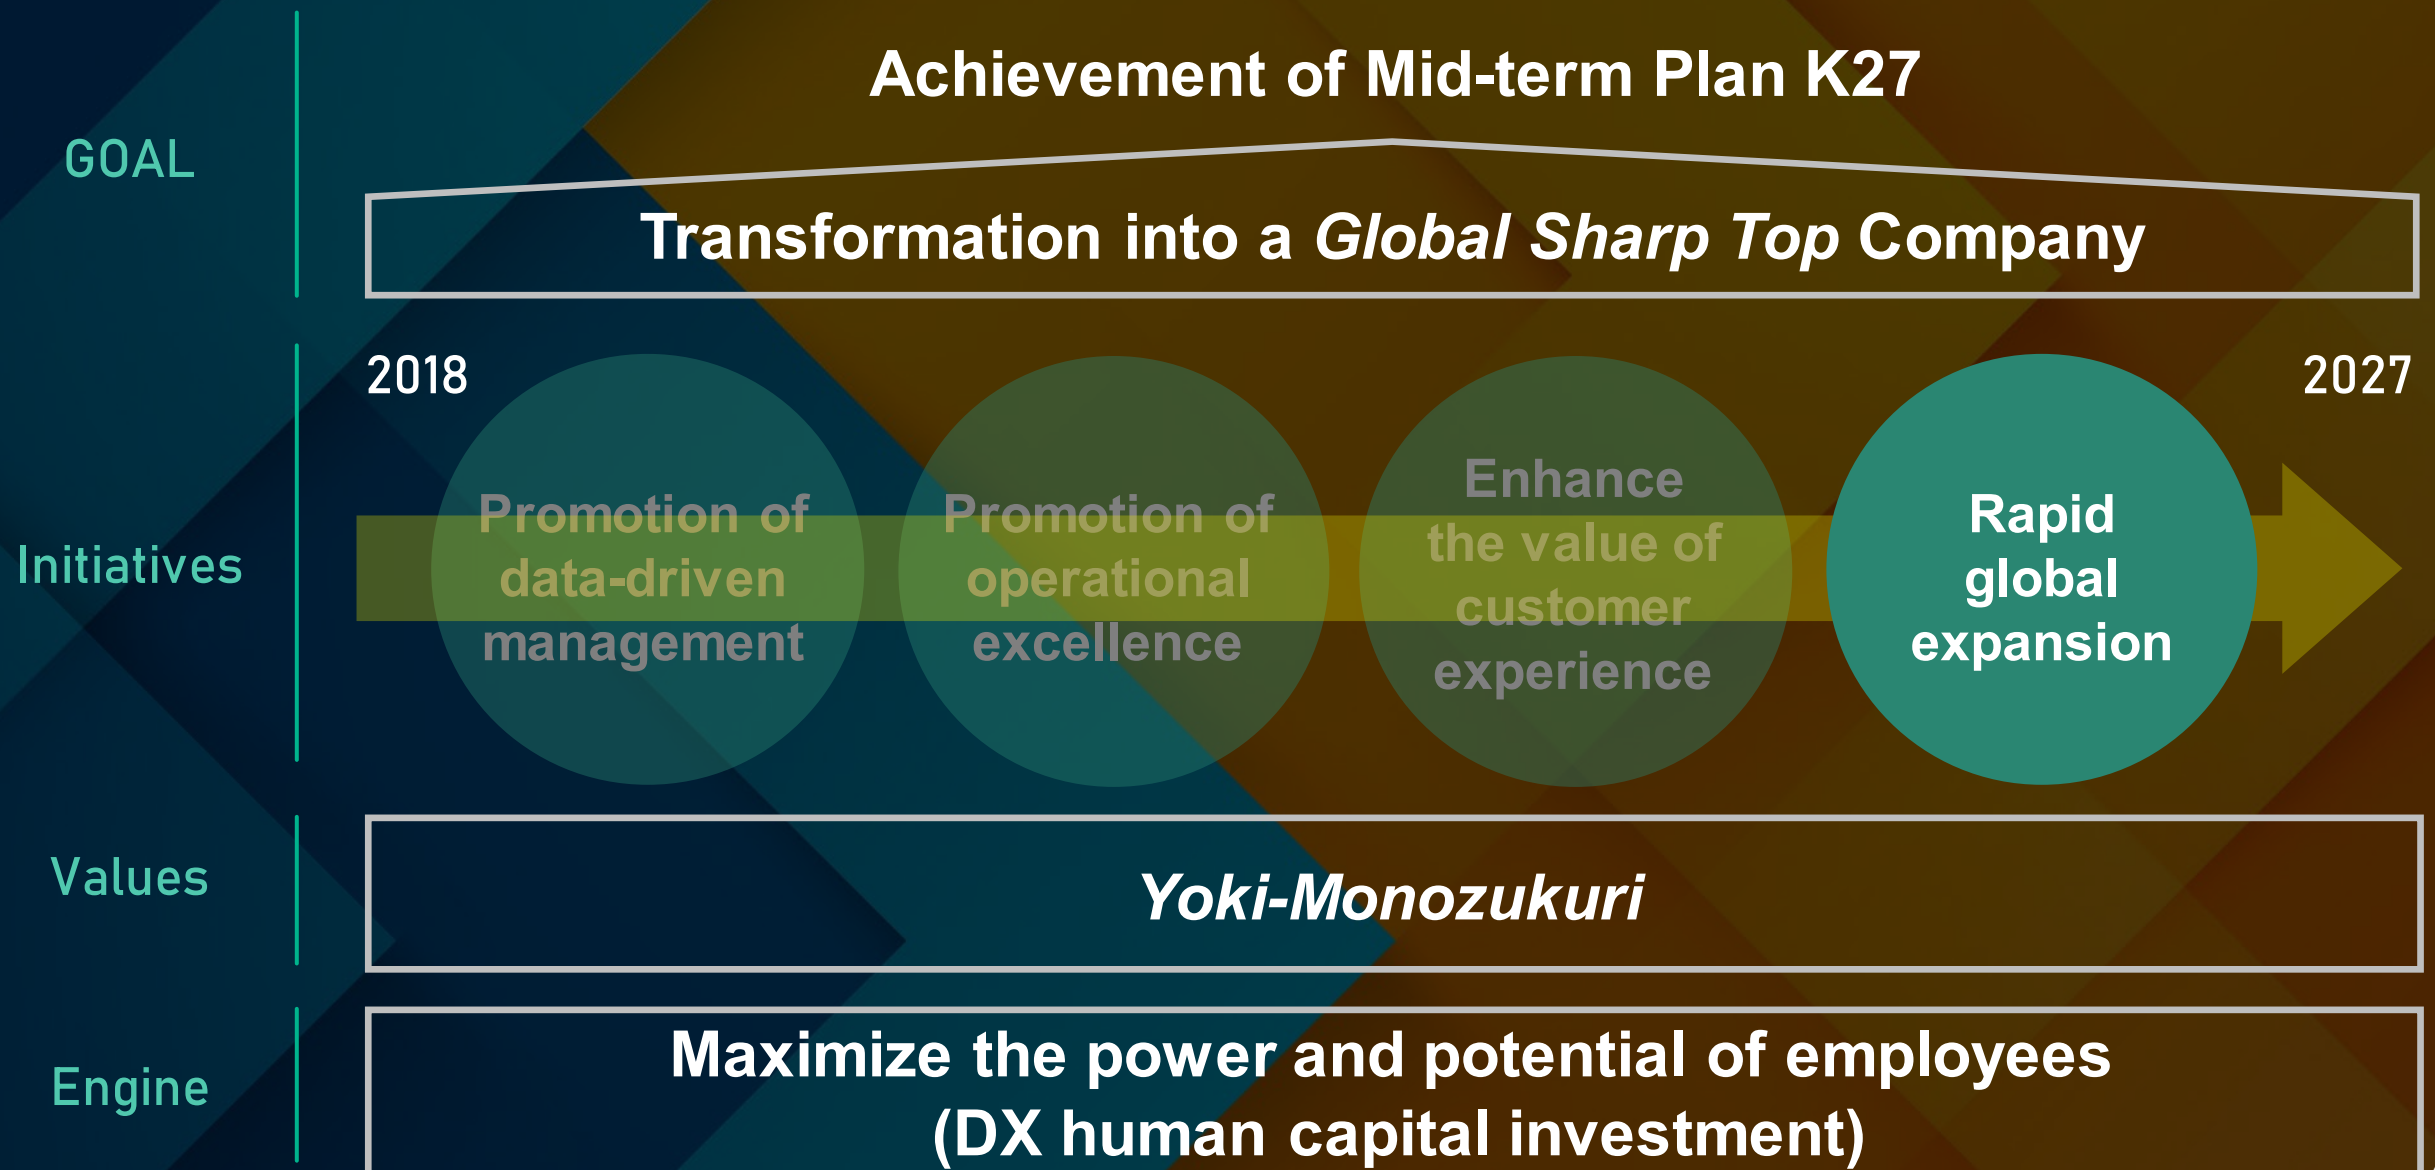 GOAL
Achievement of Mid-term Plan K27
Transformation into a Global Sharp Top Company
Initiatives
2018
2027
Promotion of
data-driven
management
Promotion of
operational
excellence
Enhance
the value of
customer
experience
Rapid
global
expansion
Values
Yoki-Monozukuri
Engine
Maximize the power and potential of employees
(DX human capital investment)